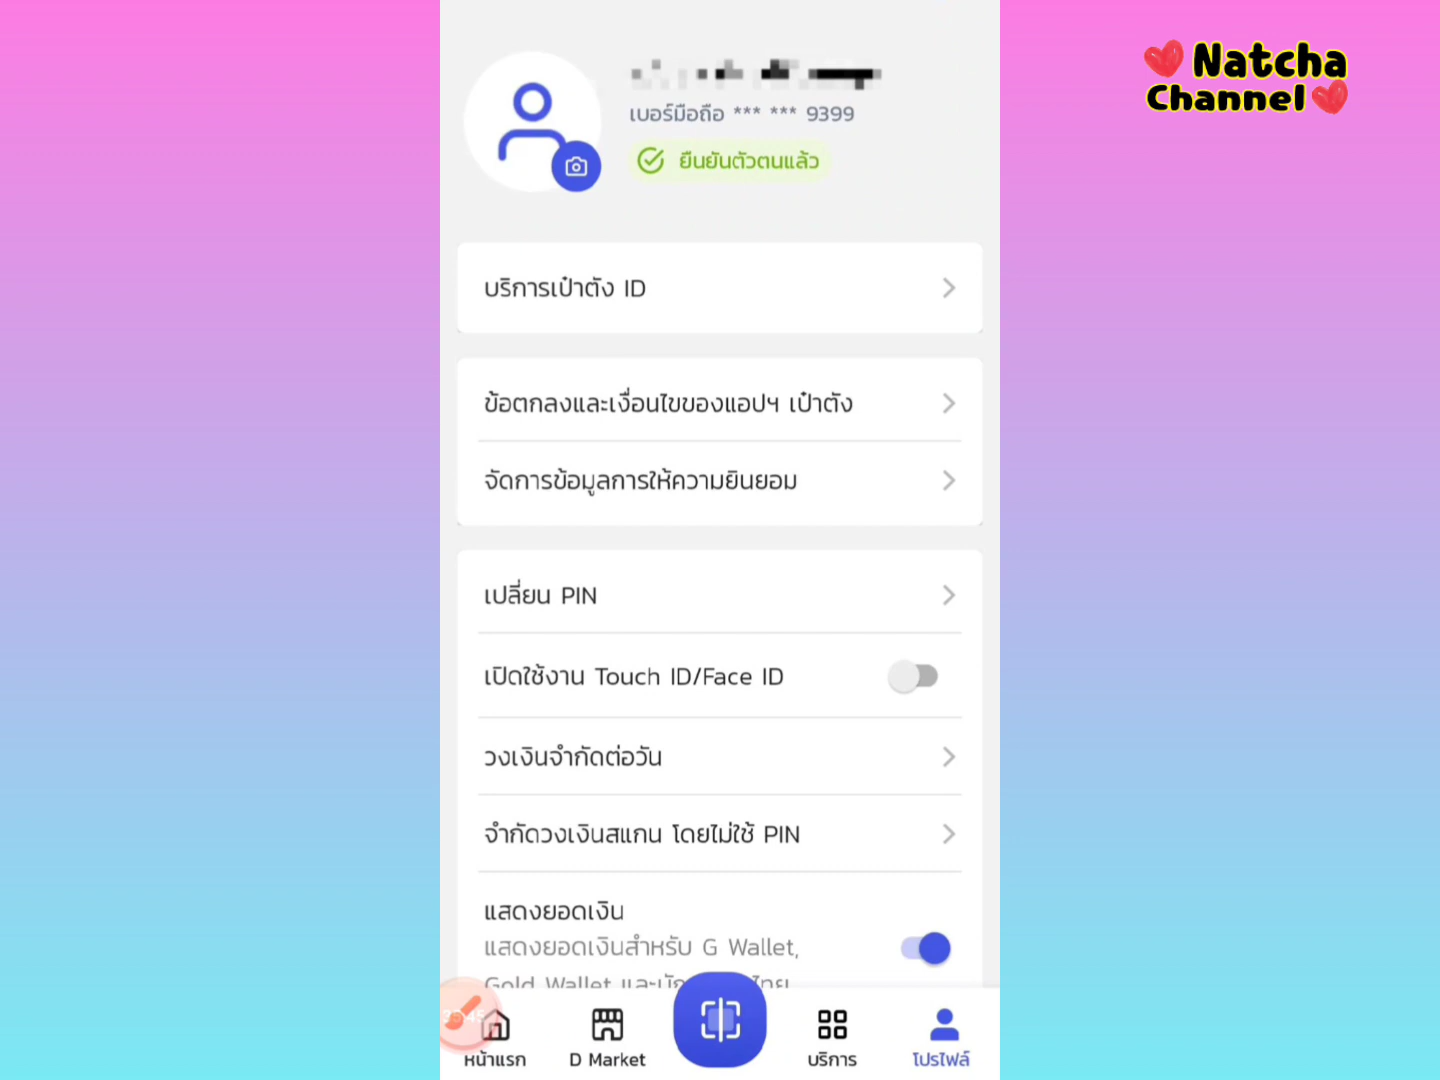 Natcha
Channel
เบอร์มือถือ *** *** 9399
ยืนยันตัวตนแล้ว
บริการเป๋าตัง ID
ข้อตกลงและเงื่อนไขของแอปฯ เป๋าตัง
จัดการข้อมูลการให้ความยินยอม
เปลี่ยน PIN
เปิดใช้งาน Touch ID/Face ID
วงเงินจำกัดต่อวัน
จำกัดวงเงินสแกน โดยไม่ใช้ PIN
แสดงยอดเงิน
แสดงยอดเงินสำหรับ G Wallet,
Gold Wallet และ
หน้าแรก
D Market
บริการ
โปรไฟล์